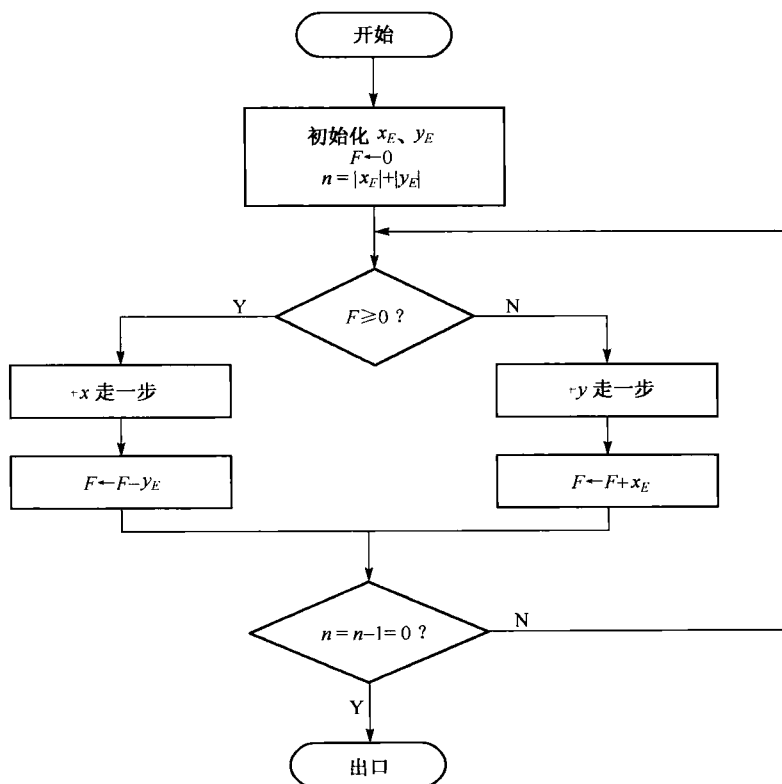 开始
初始化 x_E、y_E
F←0
n = |x_E|+|y_E|
F≥0 ?
Y
N
+x 走一步
+y 走一步
F←F−y_E
F←F+x_E
n = n−1= 0 ?
N
Y
出口